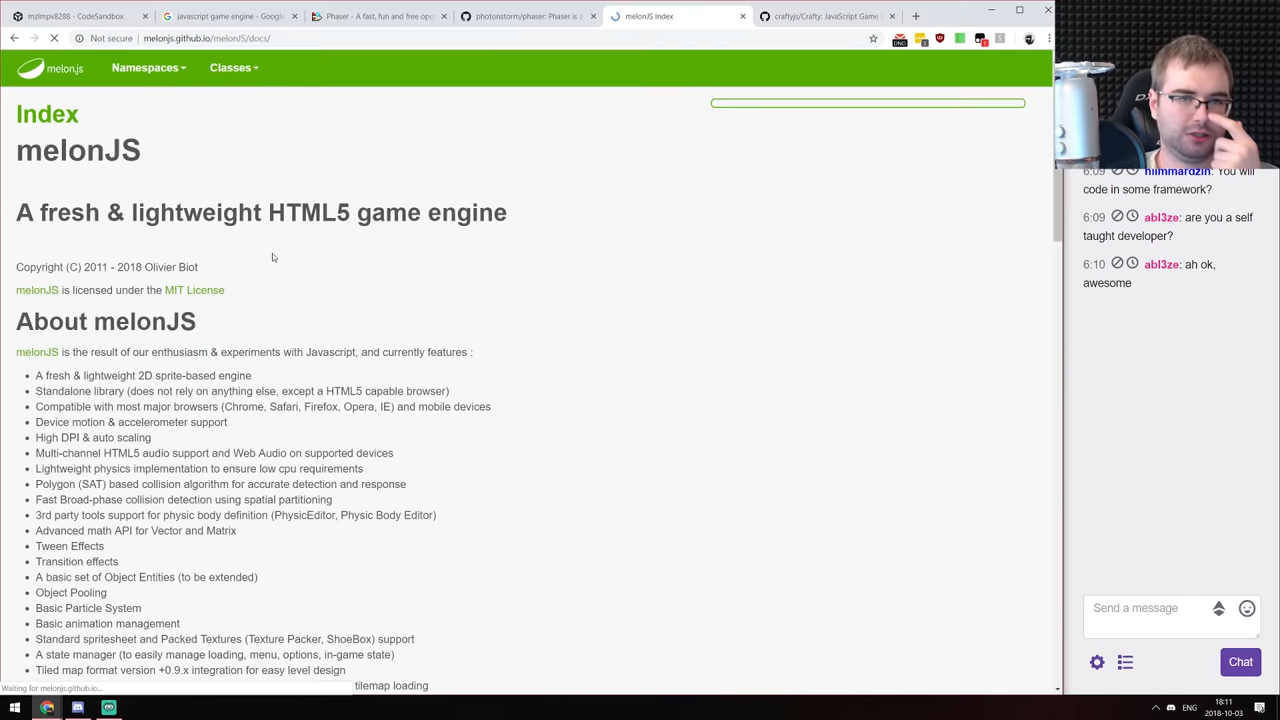 mzlmpv8288 - CodeSandbox
javascript game engine - Google
Phaser - A fast, fun and free ope
photonstorm/phaser: Phaser is a
melonJS Index
craftyjs/Crafty: JavaScript Game
Not secure
melonjs.github.io/melonJS/docs/
melon.js
Namespaces
Classes
Index
melonJS
A fresh & lightweight HTML5 game engine
Copyright (C) 2011 - 2018 Olivier Biot
melonJS is licensed under the MIT License
About melonJS
melonJS is the result of our enthusiasm & experiments with Javascript, and currently features :
A fresh & lightweight 2D sprite-based engine
Standalone library (does not rely on anything else, except a HTML5 capable browser)
Compatible with most major browsers (Chrome, Safari, Firefox, Opera, IE) and mobile devices
Device motion & accelerometer support
High DPI & auto scaling
Multi-channel HTML5 audio support and Web Audio on supported devices
Lightweight physics implementation to ensure low cpu requirements
Polygon (SAT) based collision algorithm for accurate detection and response
Fast Broad-phase collision detection using spatial partitioning
3rd party tools support for physic body definition (PhysicEditor, Physic Body Editor)
Advanced math API for Vector and Matrix
Tween Effects
Transition effects
A basic set of Object Entities (to be extended)
Object Pooling
Basic Particle System
Basic animation management
Standard spritesheet and Packed Textures (Texture Packer, ShoeBox) support
A state manager (to easily manage loading, menu, options, in-game state)
Tiled map format version +0.9.x integration for easy level design
tilemap loading
Waiting for melonjs.github.io...
6:09 You will
code in some framework?
6:09 abl3ze: are you a self
taught developer?
6:10 abl3ze: ah ok,
awesome
Send a message
Chat
ENG
18:11
2018-10-03